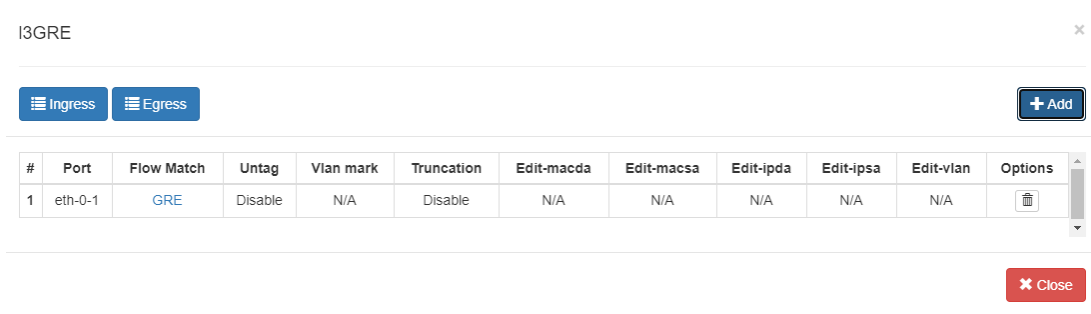 l3GRE ×
Ingress Egress Add
# Port Flow Match Untag Vlan mark Truncation Edit-macda Edit-macsa Edit-ipda Edit-ipsa Edit-vlan Options
1 eth-0-1 GRE Disable N/A Disable N/A N/A N/A N/A N/A
Close